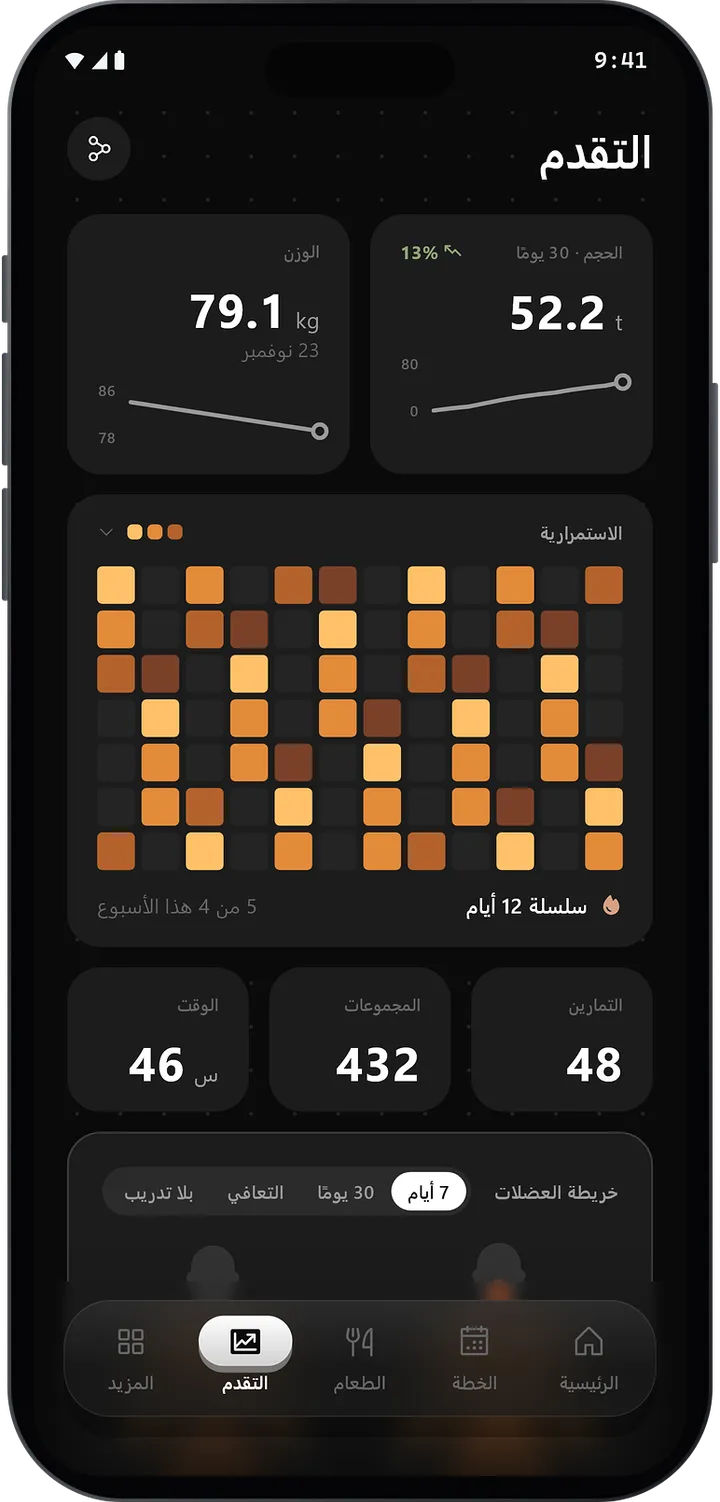 9:41
التقدم
الحجم · 30 يومًا
13%
52.2 t
80
0
الوزن
79.1 kg
23 نوفمبر
86
78
الاستمرارية
سلسلة 12 أيام
5 من 4 هذا الأسبوع
التمارين
48
المجموعات
432
الوقت
46 س
خريطة العضلات
7 أيام
30 يومًا
التعافي
بلا تدريب
الرئيسية
الخطة
الطعام
التقدم
المزيد